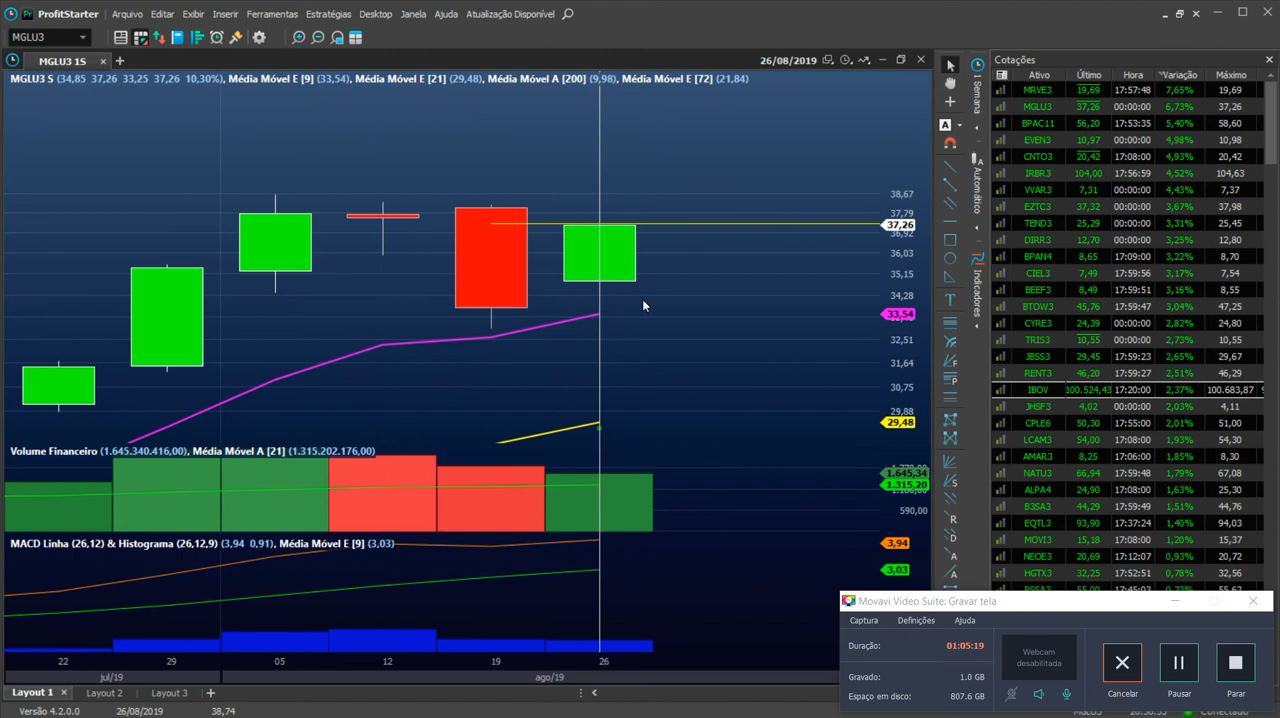 ProfitStarter Arquivo Editar Exibir Inserir Ferramentas Estratégias Desktop Janela Ajuda Atualização Disponível
MGLU3
MGLU3 1S
MGLU3 S (34,85 37,26 33,25 37,26 10,30%), Média Móvel E [9] (33,54), Média Móvel E [21] (29,48), Média Móvel A [200] (9,98), Média Móvel E [72] (21,84)
26/08/2019
38,67
37,79
37,26
36,92
36,03
35,15
34,28
33,54
32,51
31,64
30,75
29,88
29,48
Volume Financeiro (1.645.340.416,00), Média Móvel A [21] (1.315.202.176,00)
1.645,34
1.315,20
590,00
MACD Linha (26,12) & Histograma (26,12,9) (3,94 0,91), Média Móvel E [9] (3,03)
3,94
3,03
22 29 05 12 19 26
jul/19 ago/19
Layout 1 Layout 2 Layout 3
Versão 4.2.0.0 26/08/2019 38,74
1 Semana
Automático
Indicadores
Cotações
Ativo Último Hora Variação Máximo
MRVE3 19,69 17:57:48 7,65% 19,69
MGLU3 37,26 00:00:00 6,73% 37,26
BPAC11 56,20 17:53:35 5,40% 58,60
EVEN3 10,97 00:00:00 4,98% 10,98
CNTO3 20,42 17:08:00 4,93% 20,42
IRBR3 104,00 17:56:59 4,52% 104,63
VVAR3 7,31 00:00:00 4,43% 7,37
EZTC3 37,32 00:00:00 3,67% 37,98
TEND3 25,29 00:00:00 3,31% 25,45
DIRR3 12,70 00:00:00 3,25% 12,80
BPAN4 8,65 17:09:00 3,22% 8,70
CIEL3 7,49 17:59:56 3,17% 7,54
BEEF3 8,49 17:59:51 3,16% 8,55
BTOW3 45,76 17:59:47 3,04% 47,25
CYRE3 24,39 00:00:00 2,82% 24,80
TRIS3 10,55 00:00:00 2,73% 10,55
JBSS3 29,45 17:59:23 2,65% 29,67
RENT3 46,20 17:59:27 2,51% 46,29
IBOV 100.524,43 17:20:00 2,37% 100.683,87
JHSF3 4,02 00:00:00 2,03% 4,11
CPLE6 50,30 17:55:00 2,01% 51,00
LCAM3 54,00 17:08:00 1,93% 54,30
AMAR3 8,25 17:06:00 1,85% 8,30
NATU3 66,94 17:59:48 1,79% 67,08
ALPA4 24,90 17:08:00 1,63% 25,30
B3SA3 44,29 17:59:49 1,51% 44,76
EQTL3 93,90 17:37:24 1,40% 94,03
MOVI3 15,18 17:08:00 1,20% 15,37
NEOE3 20,69 17:12:07 0,93% 20,72
HGTX3 32,25 17:52:51 0,78% 32,56
Movavi Video Suite: Gravar tela
Captura Definições Ajuda
Duração: 01:05:19
Gravado: 1.0 GB
Espaço em disco: 807.6 GB
Webcam
desabilitada
Cancelar Pausar Parar